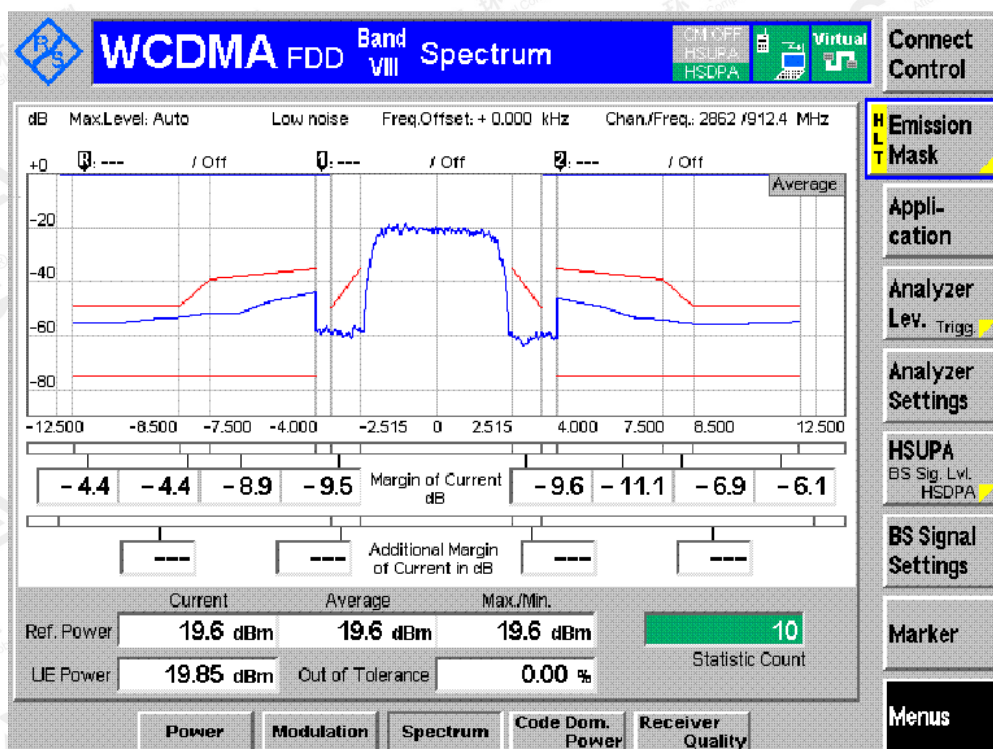 R S
WCDMA FDD Band VIII Spectrum
CMI OFF
HSUPA
HSDPA
Virtual
Connect Control
dB Max.Level: Auto Low noise Freq.Offset: + 0.000 kHz Chan./Freq.: 2862 /912.4 MHz
HLT Emission Mask
R: --- / Off 1: --- / Off 2: --- / Off
Average
+0
-20
-40
-60
-80
-12.500 -8.500 -7.500 -4.000 -2.515 0 2.515 4.000 7.500 8.500 12.500
Appli-
cation
Analyzer
Lev. Trigg.
Analyzer
Settings
HSUPA
BS Sig. Lvl.
HSDPA
- 4.4 - 4.4 - 8.9 - 9.5 Margin of Current dB - 9.6 - 11.1 - 6.9 - 6.1
--- --- Additional Margin of Current in dB --- ---
BS Signal
Settings
Current Average Max./Min.
Ref. Power 19.6 dBm 19.6 dBm 19.6 dBm 10
Statistic Count
UE Power 19.85 dBm Out of Tolerance 0.00 %
Marker
Menus
Power Modulation Spectrum Code Dom. Power Receiver Quality